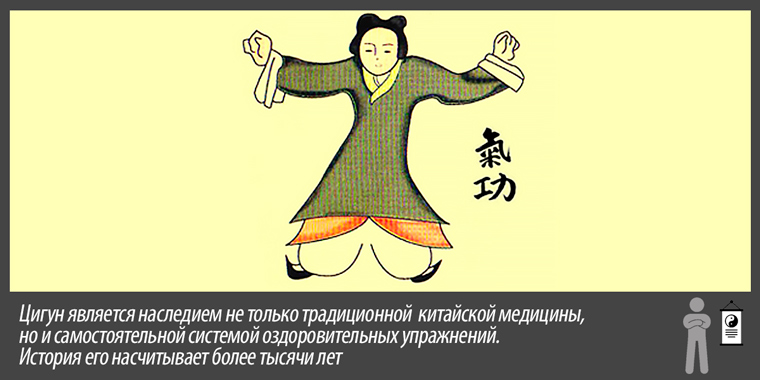 氣
功
Цигун является наследием не только традиционной китайской медицины,
но и самостоятельной системой оздоровительных упражнений.
История его насчитывает более тысячи лет